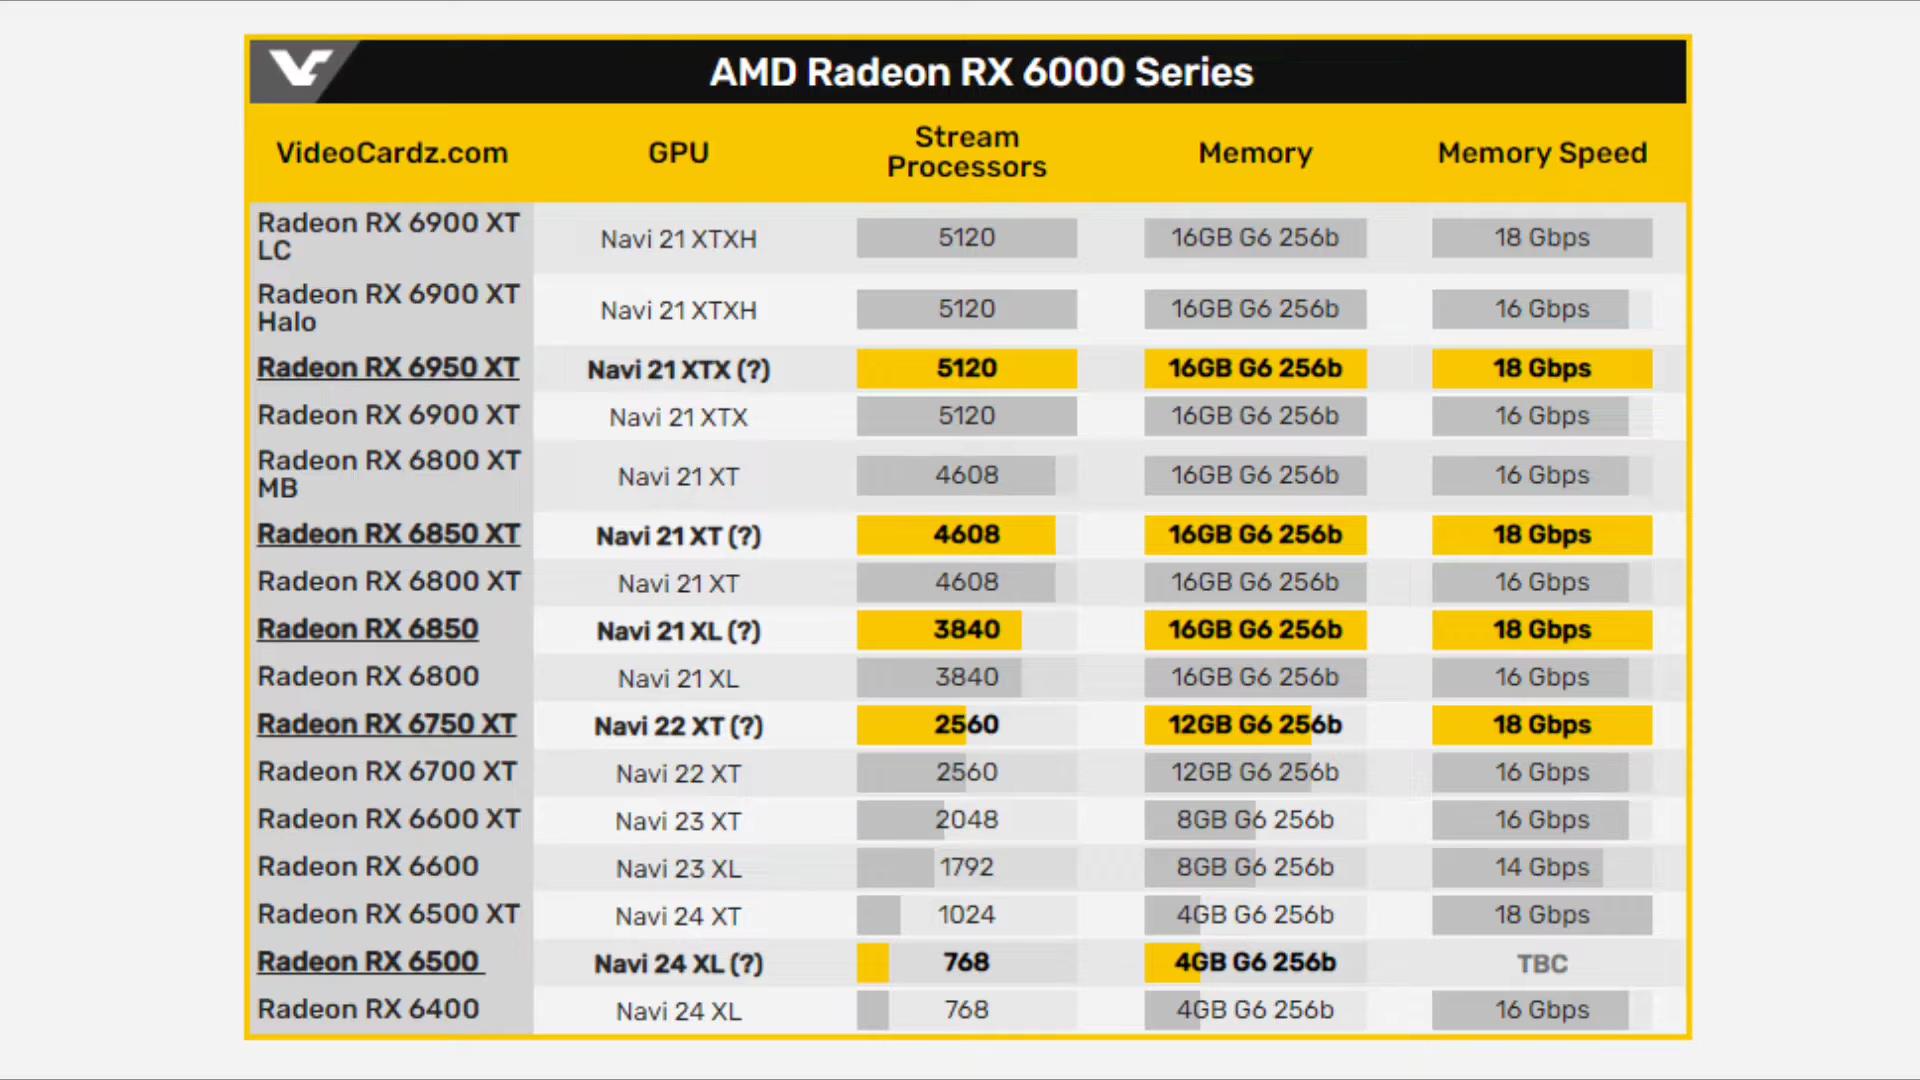 AMD Radeon RX 6000 Series
VideoCardz.com GPU Stream Processors Memory Memory Speed
Radeon RX 6900 XT LC Navi 21 XTXH 5120 16GB G6 256b 18 Gbps
Radeon RX 6900 XT Halo Navi 21 XTXH 5120 16GB G6 256b 16 Gbps
Radeon RX 6950 XT Navi 21 XTX (?) 5120 16GB G6 256b 18 Gbps
Radeon RX 6900 XT Navi 21 XTX 5120 16GB G6 256b 16 Gbps
Radeon RX 6800 XT MB Navi 21 XT 4608 16GB G6 256b 16 Gbps
Radeon RX 6850 XT Navi 21 XT (?) 4608 16GB G6 256b 18 Gbps
Radeon RX 6800 XT Navi 21 XT 4608 16GB G6 256b 16 Gbps
Radeon RX 6850 Navi 21 XL (?) 3840 16GB G6 256b 18 Gbps
Radeon RX 6800 Navi 21 XL 3840 16GB G6 256b 16 Gbps
Radeon RX 6750 XT Navi 22 XT (?) 2560 12GB G6 256b 18 Gbps
Radeon RX 6700 XT Navi 22 XT 2560 12GB G6 256b 16 Gbps
Radeon RX 6600 XT Navi 23 XT 2048 8GB G6 256b 16 Gbps
Radeon RX 6600 Navi 23 XL 1792 8GB G6 256b 14 Gbps
Radeon RX 6500 XT Navi 24 XT 1024 4GB G6 256b 18 Gbps
Radeon RX 6500 Navi 24 XL (?) 768 4GB G6 256b TBC
Radeon RX 6400 Navi 24 XL 768 4GB G6 256b 16 Gbps